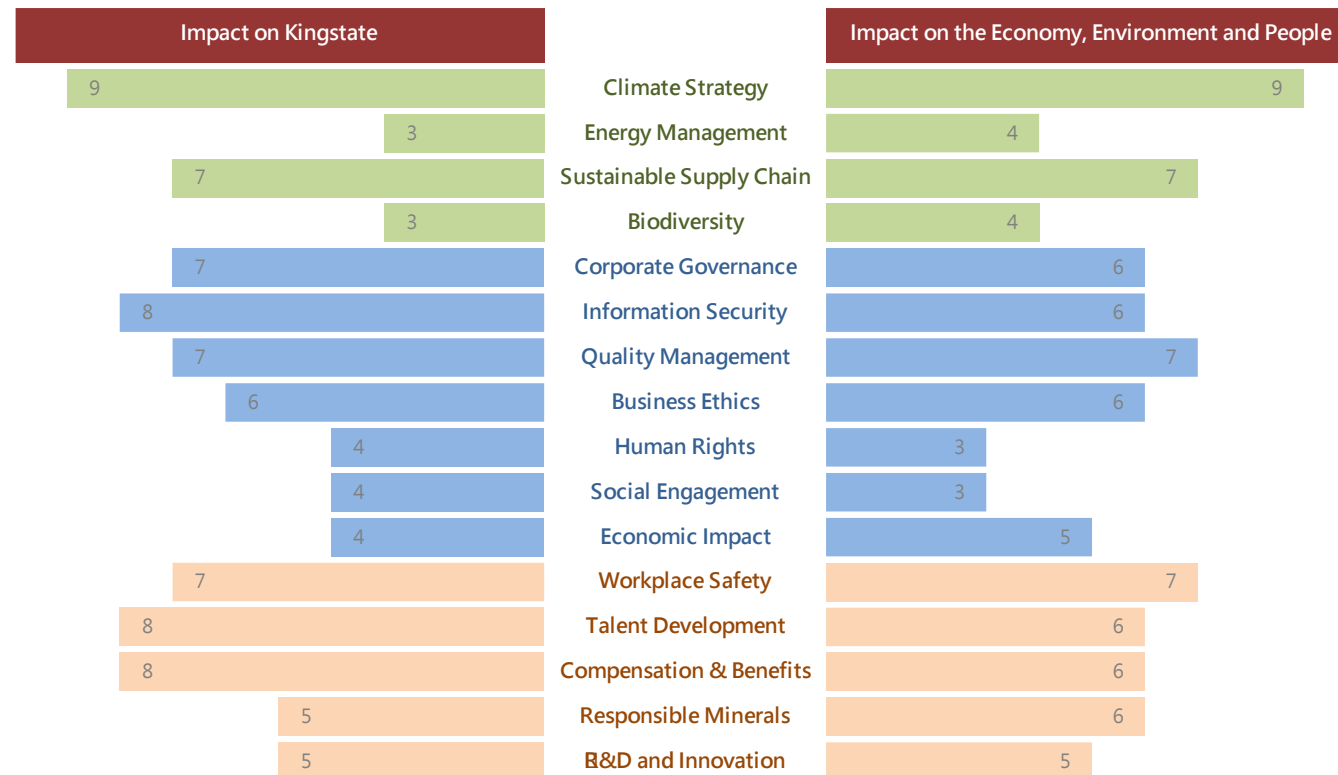 Impact on Kingstate Impact on the Economy, Environment and People
9 Climate Strategy 9
3 Energy Management 4
7 Sustainable Supply Chain 7
3 Biodiversity 4
7 Corporate Governance 6
8 Information Security 6
7 Quality Management 7
6 Business Ethics 6
4 Human Rights 3
4 Social Engagement 3
4 Economic Impact 5
7 Workplace Safety 7
8 Talent Development 6
8 Compensation & Benefits 6
5 Responsible Minerals 6
5 R&D and Innovation 5